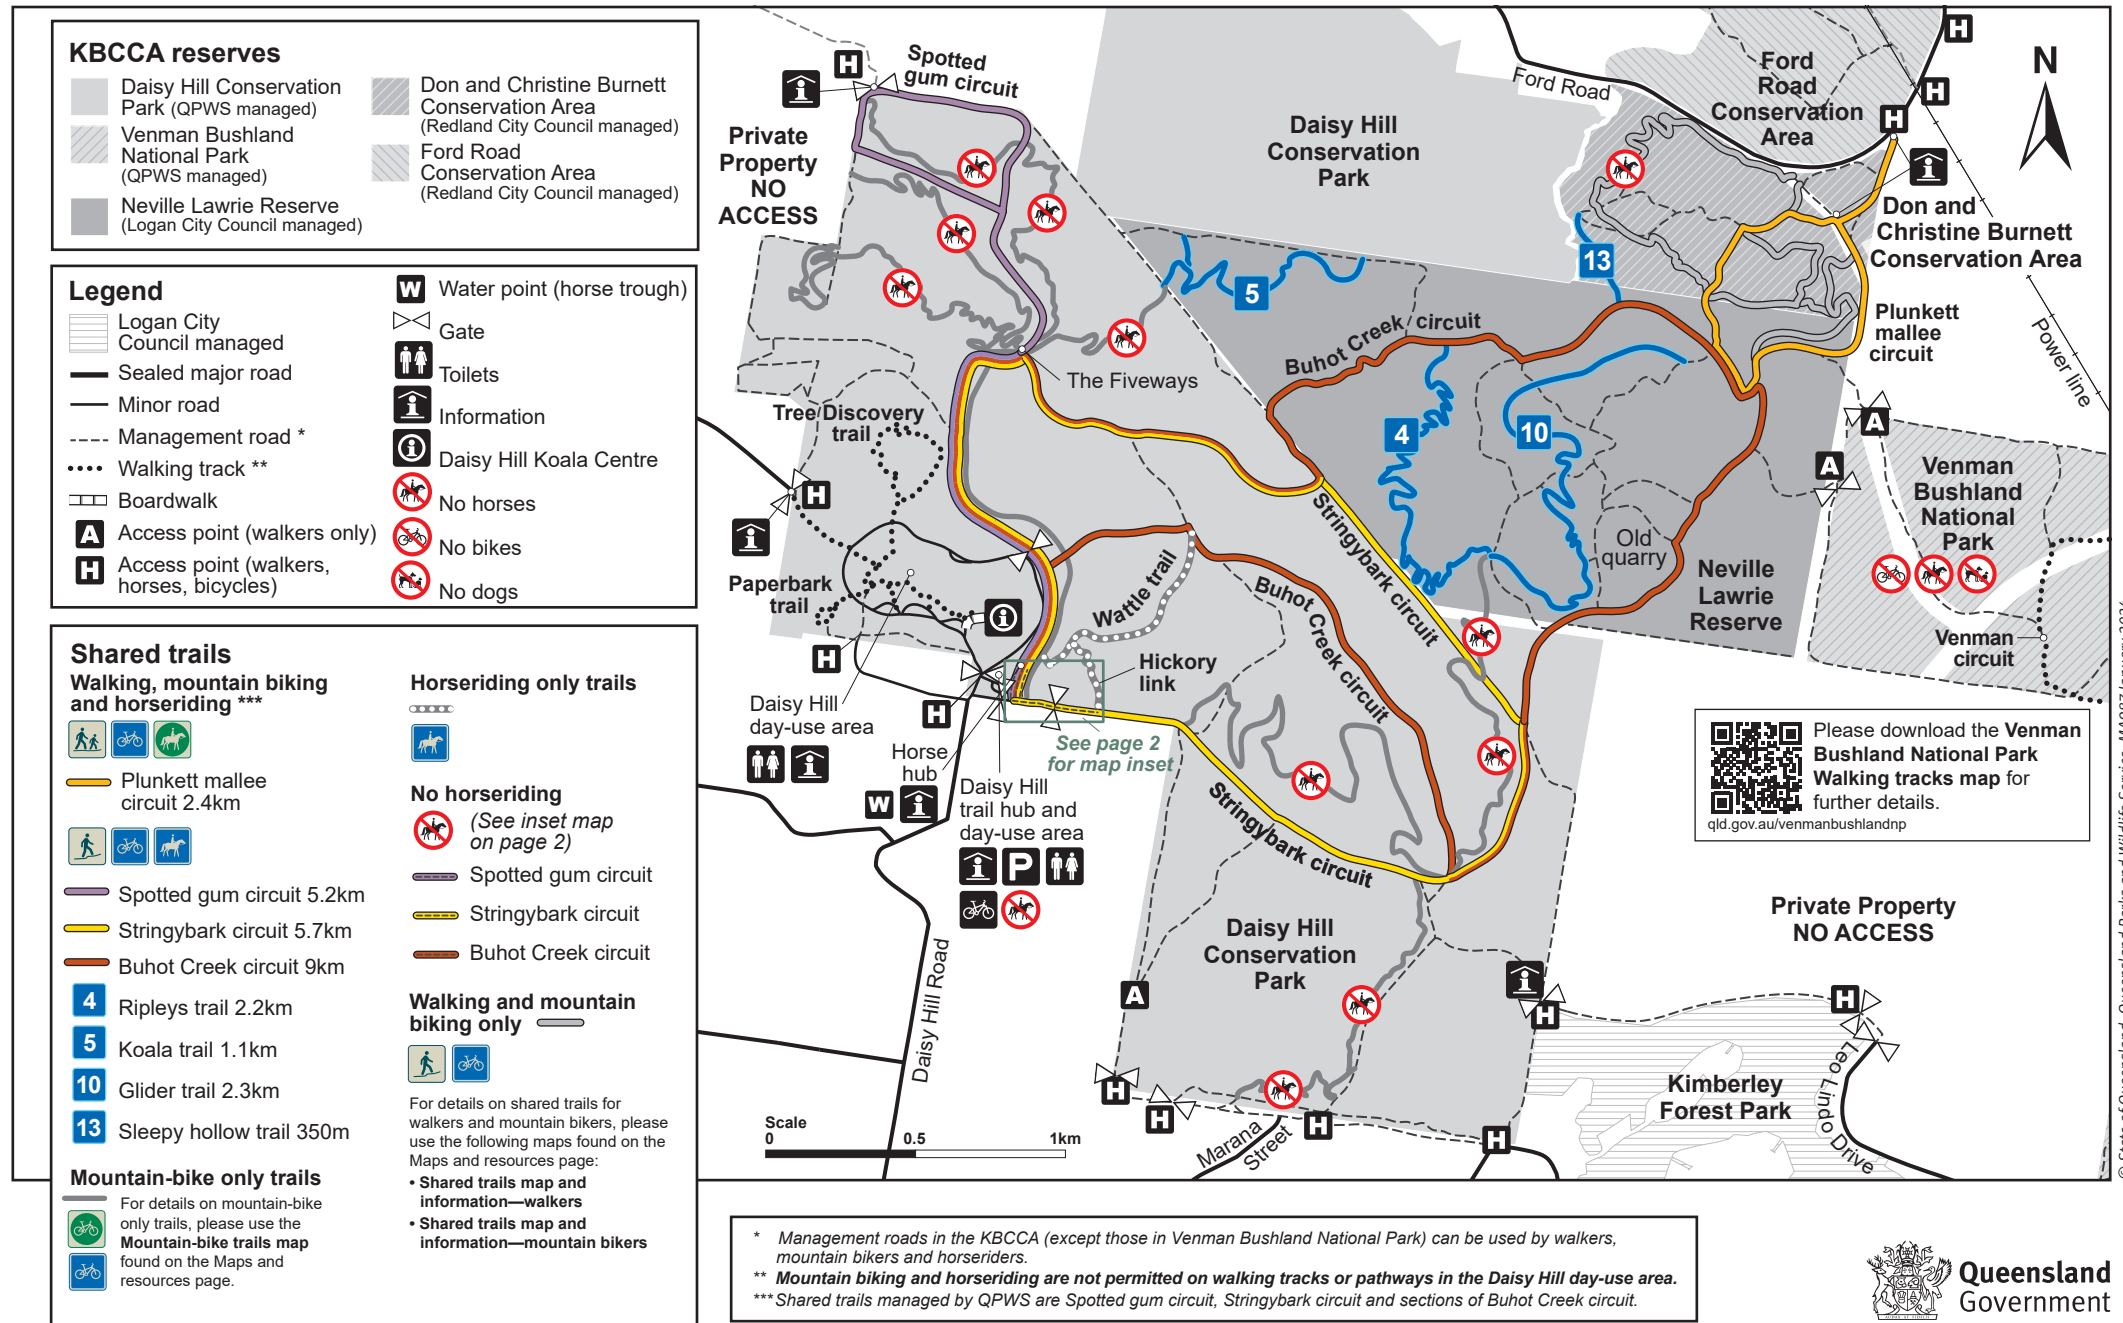 KBCCA reserves
Daisy Hill Conservation
Park (QPWS managed)
Venman Bushland
National Park
(QPWS managed)
Neville Lawrie Reserve
(Logan City Council managed)
Don and Christine Burnett
Conservation Area
(Redland City Council managed)
Ford Road
Conservation Area
(Redland City Council managed)
Legend
Logan City
Council managed
Sealed major road
Minor road
Management road *
Walking track **
Boardwalk
A Access point (walkers only)
H Access point (walkers,
horses, bicycles)
W Water point (horse trough)
Gate
Toilets
Information
Daisy Hill Koala Centre
No horses
No bikes
No dogs
Shared trails
Walking, mountain biking
and horseriding ***
Plunkett mallee
circuit 2.4km
Spotted gum circuit 5.2km
Stringybark circuit 5.7km
Buhot Creek circuit 9km
4 Ripleys trail 2.2km
5 Koala trail 1.1km
10 Glider trail 2.3km
13 Sleepy hollow trail 350m
Mountain-bike only trails
For details on mountain-bike
only trails, please use the
Mountain-bike trails map
found on the Maps and
resources page.
Horseriding only trails
No horseriding
(See inset map
on page 2)
Spotted gum circuit
Stringybark circuit
Buhot Creek circuit
Walking and mountain
biking only
For details on shared trails for
walkers and mountain bikers, please
use the following maps found on the
Maps and resources page:
• Shared trails map and
information—walkers
• Shared trails map and
information—mountain bikers
H
Spotted
gum circuit
Private
Property
NO
ACCESS
Daisy Hill
Conservation
Park
Ford Road
Ford
Road
Conservation
Area
H
H
H
N
Don and
Christine Burnett
Conservation Area
Plunkett
mallee
circuit
Power line
13
5
Buhot Creek circuit
The Fiveways
4
10
Tree Discovery
trail
H
Paperbark
trail
H
Wattle trail
Hickory
link
Buhot Creek circuit
Stringybark circuit
Old
quarry
Neville
Lawrie
Reserve
A
A
Venman
Bushland
National
Park
Venman
circuit
Daisy Hill
day-use area
H
Horse
hub
W
See page 2
for map inset
Daisy Hill
trail hub and
day-use area
P
Stringybark circuit
Please download the Venman
Bushland National Park
Walking tracks map for
further details.
qld.gov.au/venmanbushlandnp
Private Property
NO ACCESS
Daisy Hill
Conservation
Park
Daisy Hill Road
A
H
H
H
H
H
H
Marana
Street
Kimberley
Forest Park
Leo Lindo Drive
Scale
0 0.5 1km
* Management roads in the KBCCA (except those in Venman Bushland National Park) can be used by walkers,
mountain bikers and horseriders.
** Mountain biking and horseriding are not permitted on walking tracks or pathways in the Daisy Hill day-use area.
*** Shared trails managed by QPWS are Spotted gum circuit, Stringybark circuit and sections of Buhot Creek circuit.
Queensland
Government